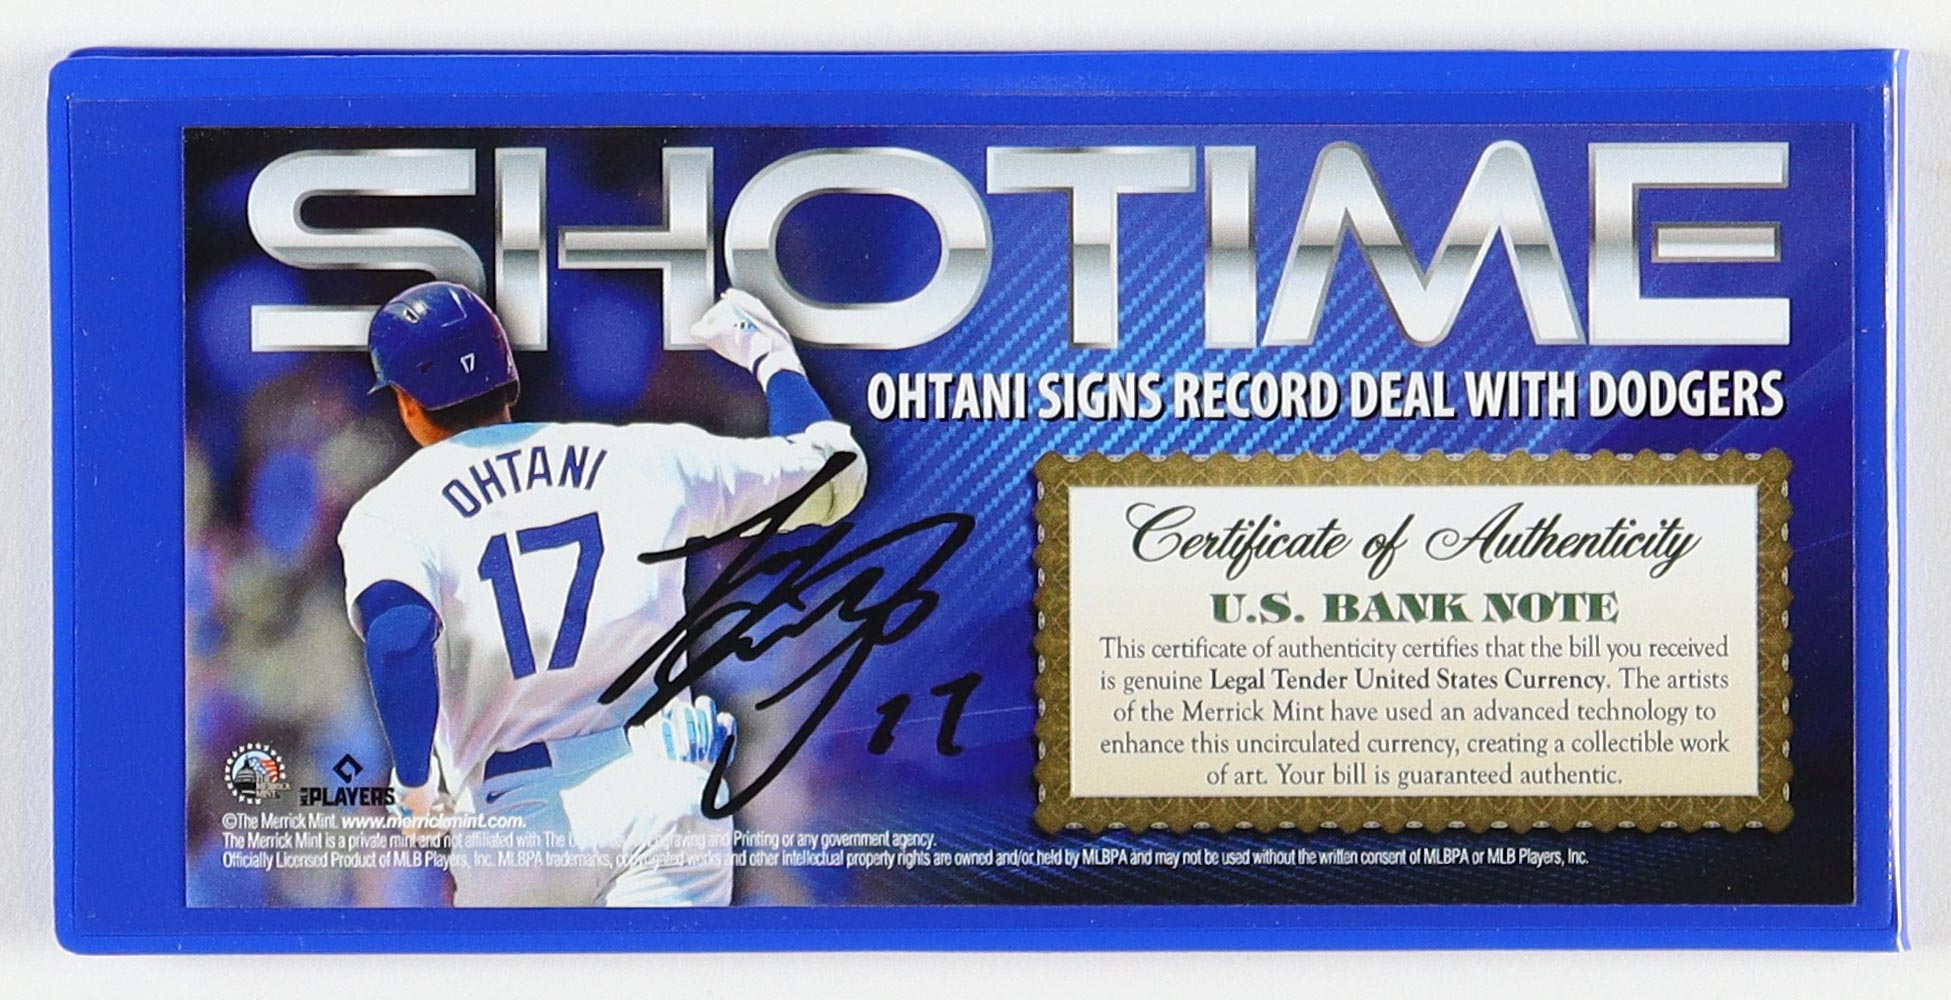 SHOTIME
OHTANI SIGNS RECORD DEAL WITH DODGERS
17
OHTANI
17
17
Certificate of Authenticity
U.S. BANK NOTE
This certificate of authenticity certifies that the bill you received
is genuine Legal Tender United States Currency. The artists
of the Merrick Mint have used an advanced technology to
enhance this uncirculated currency, creating a collectible work
of art. Your bill is guaranteed authentic.
THE MERRICK MINT
MLB PLAYERS
©The Merrick Mint. www.merrickmint.com.
The Merrick Mint is a private mint and not affiliated with The Engraving and Printing or any government agency.
Officially Licensed Product of MLB Players, Inc. MLBPA trademarks, copyrighted works and other intellectual property rights are owned and/or held by MLBPA and may not be used without the written consent of MLBPA or MLB Players, Inc.